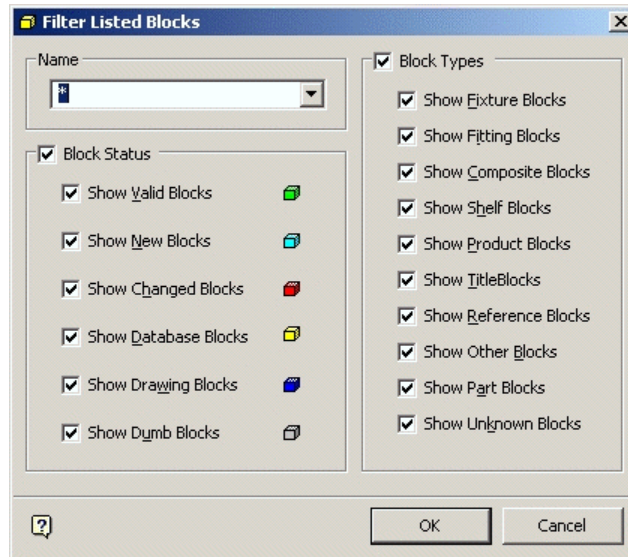 Filter Listed Blocks
Name
*
Block Status
Show Valid Blocks
Show New Blocks
Show Changed Blocks
Show Database Blocks
Show Drawing Blocks
Show Dumb Blocks
Block Types
Show Fixture Blocks
Show Fitting Blocks
Show Composite Blocks
Show Shelf Blocks
Show Product Blocks
Show TitleBlocks
Show Reference Blocks
Show Other Blocks
Show Part Blocks
Show Unknown Blocks
OK
Cancel